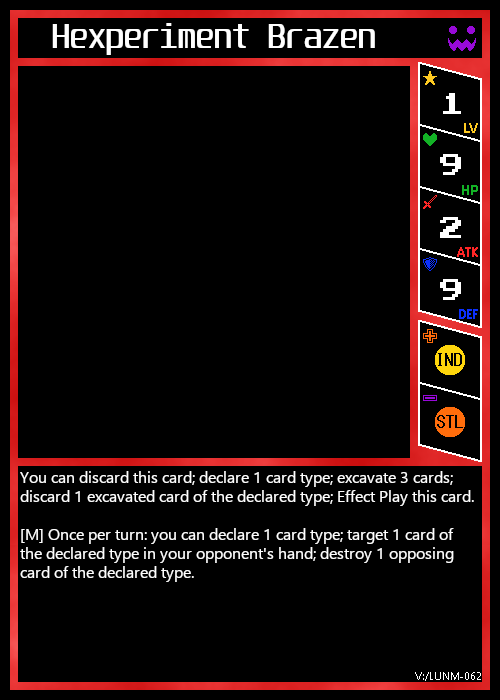 Hexperiment Brazen
1
LV
9
HP
2
ATK
9
DEF
IND
STL
You can discard this card; declare 1 card type; excavate 3 cards;
discard 1 excavated card of the declared type; Effect Play this card.
[M] Once per turn: you can declare 1 card type; target 1 card of
the declared type in your opponent's hand; destroy 1 opposing
card of the declared type.
V:/LUNM-062